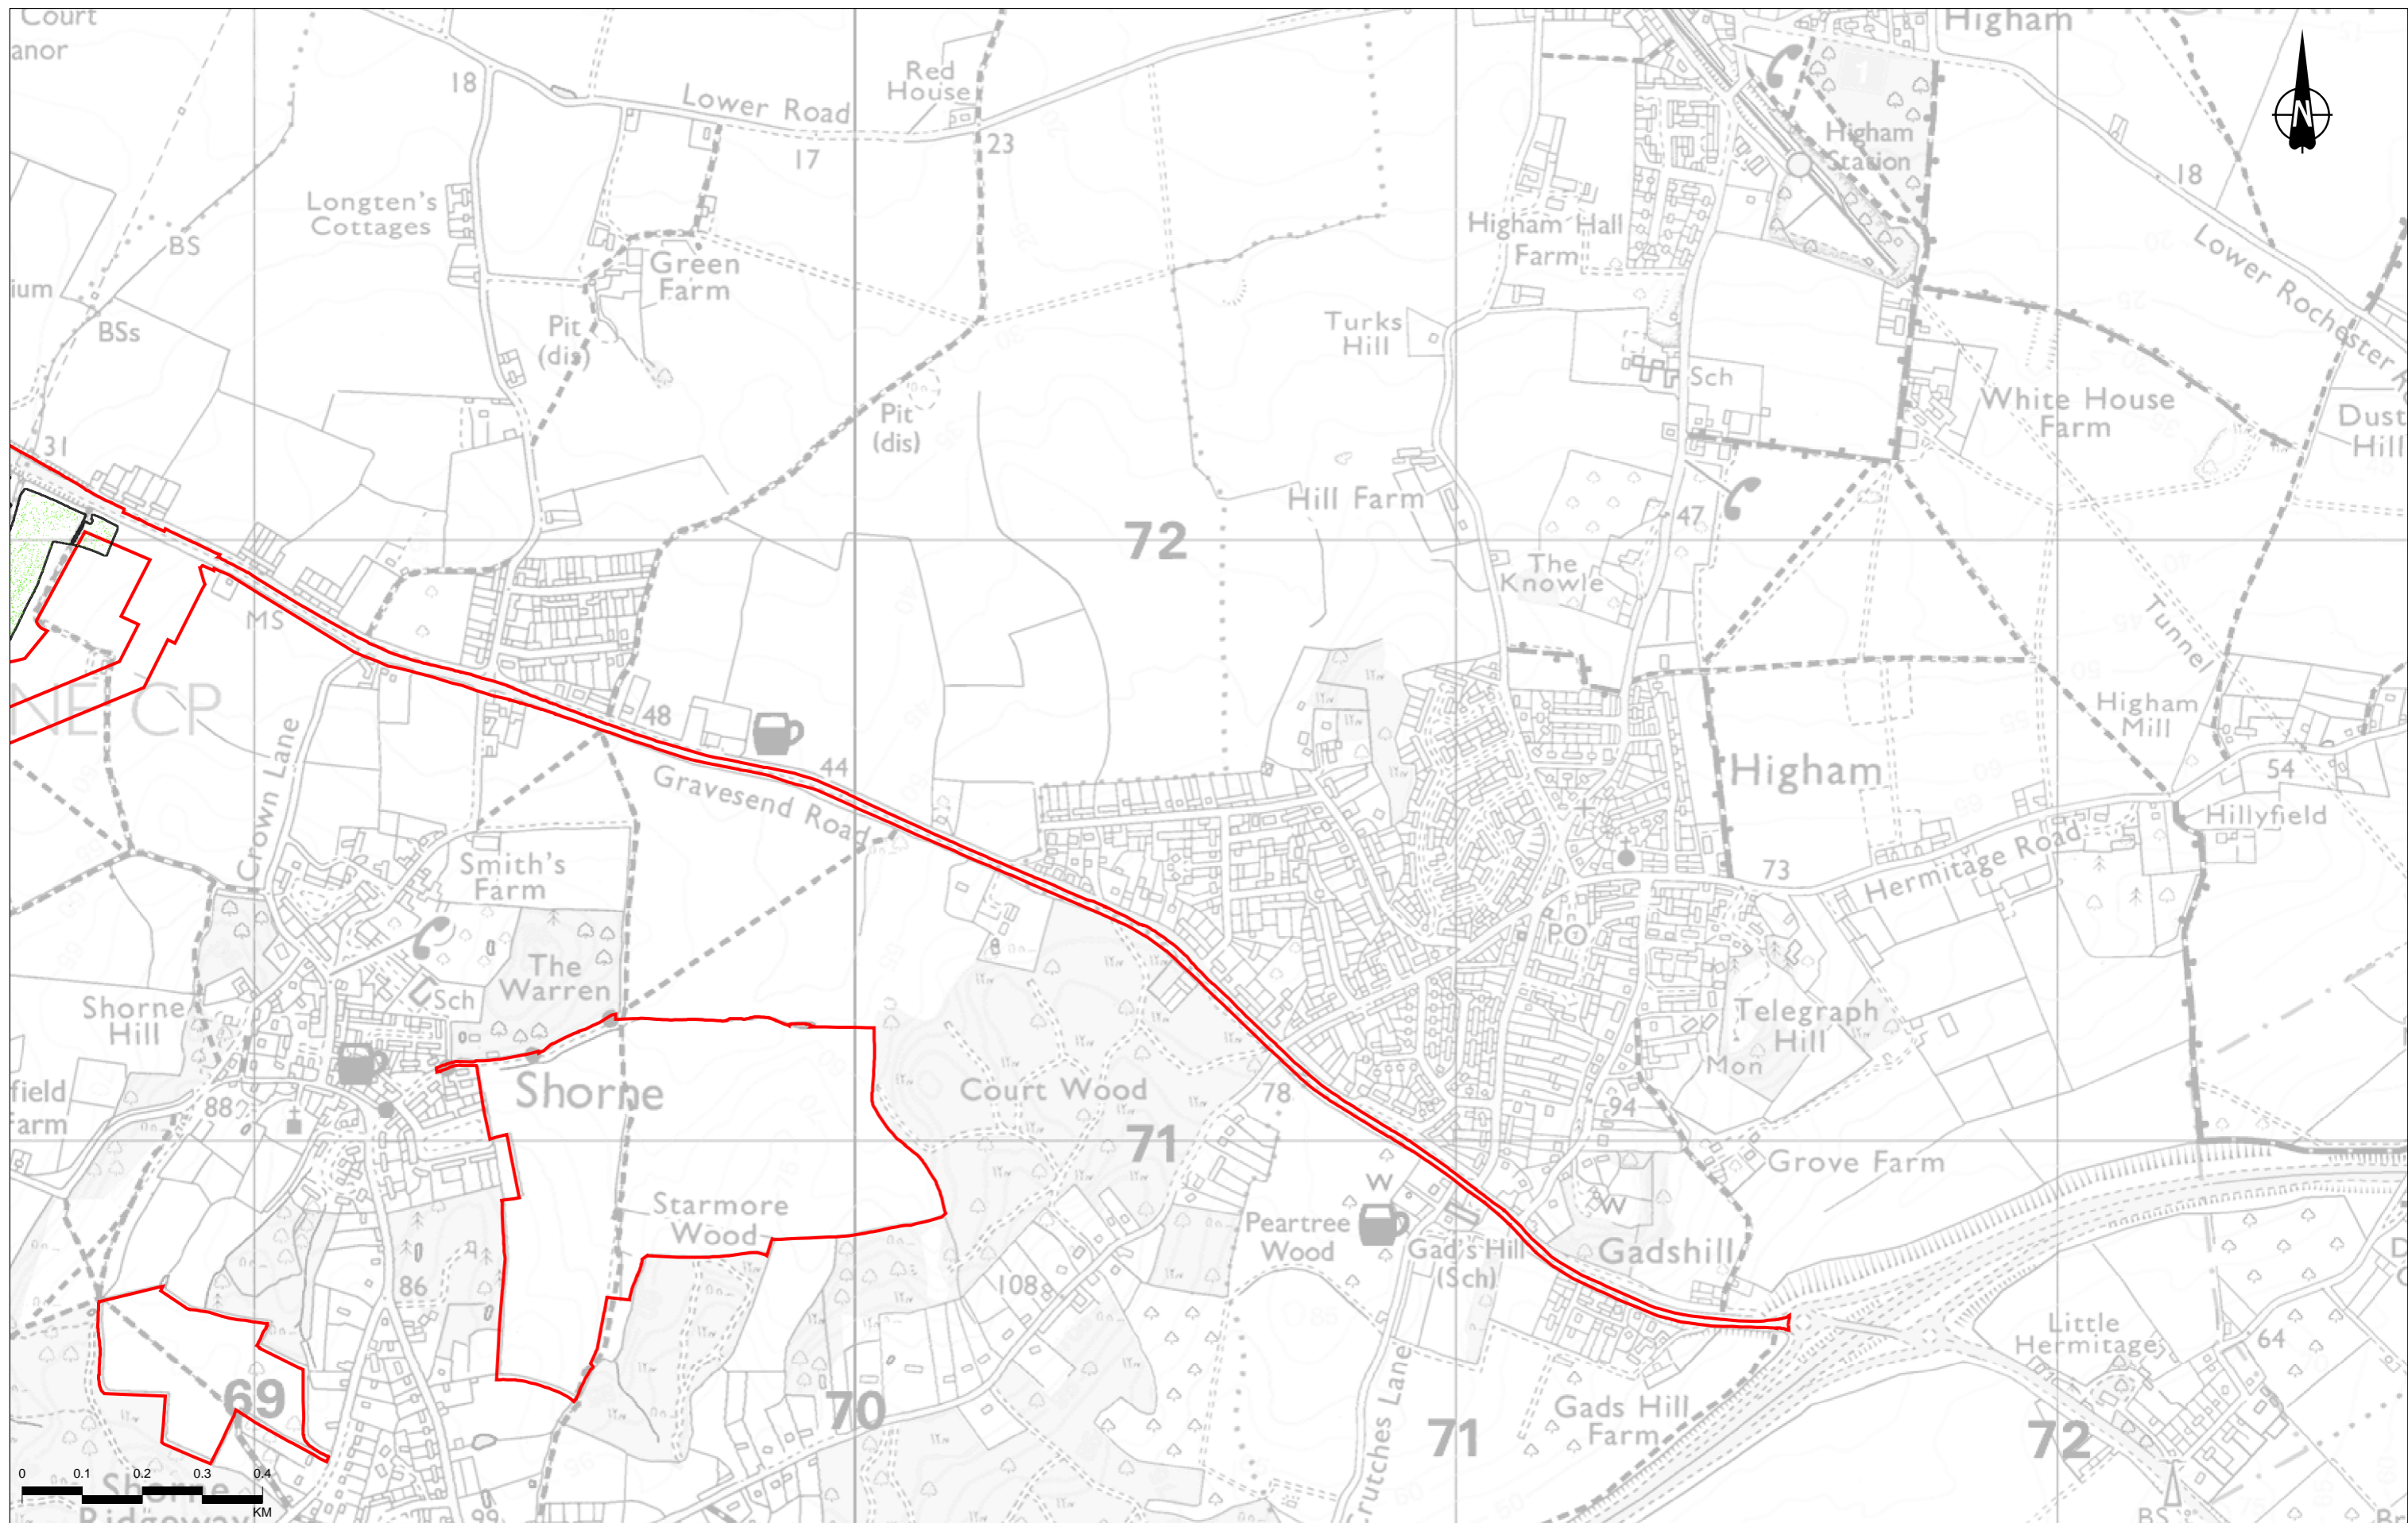 Court
anor
Higham
Red
House
18
Lower Road
17
23
Higham
Station
18
Longten's
Cottages
BS
Green
Farm
Higham Hall
Farm
Lower Rochester
ium
BSs
Pit
(dis)
Turks
Hill
Sch
White House
Farm
Dust
Hill
Pit
(dis)
31
Hill Farm
47
72
The
Knowle
MS
Tunnel
NE CP
48
44
Gravesend Road
Higham
Mill
Higham
54
Hillyfield
Crown Lane
Smith's
Farm
73
Hermitage Road
PO
The
Warren
Sch
Shorne
Hill
Telegraph
Hill
Mon
Shorne
Court Wood
78
field
arm
88
94
71
Grove Farm
W
W
Starmore
Wood
Peartree
Wood
Gad's Hill
(Sch)
Gadshill
86
108
Little
Hermitage
64
69
70
71
72
Gads Hill
Farm
Crutches Lane
0 0.1 0.2 0.3 0.4
KM
Shorne
Ridgeway
99
BS
N